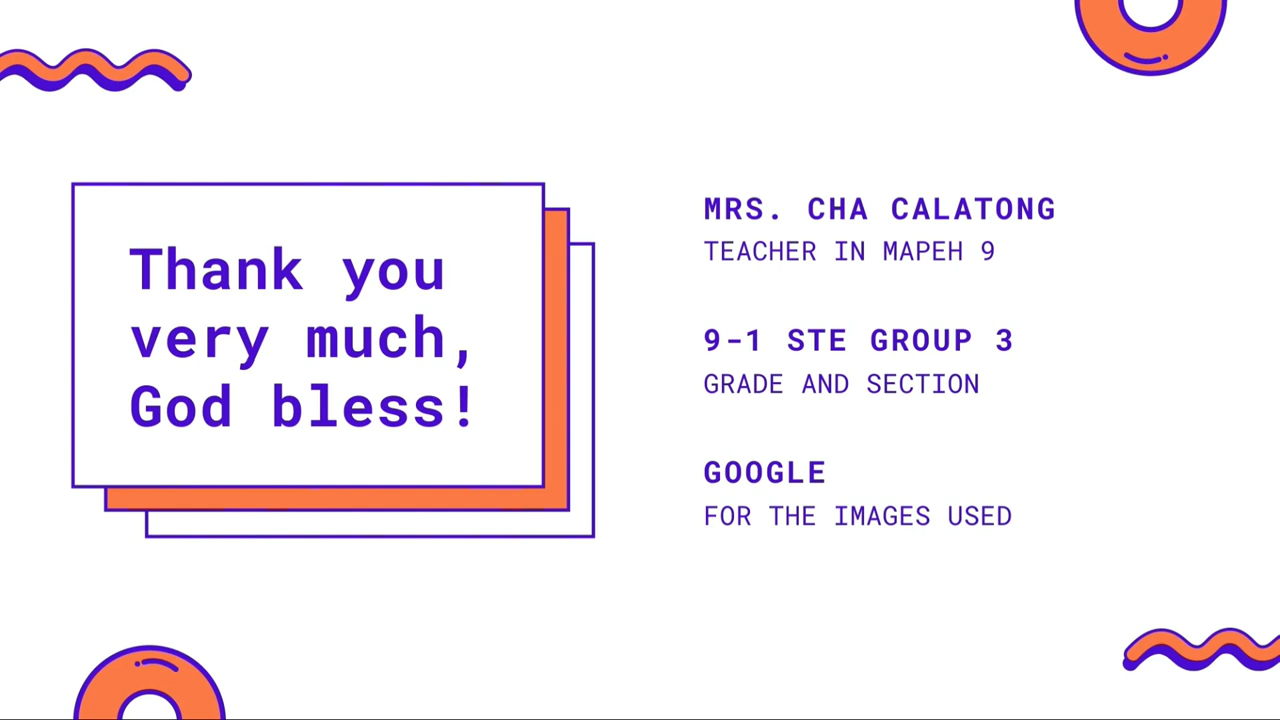 Thank you
very much,
God bless!
MRS. CHA CALATONG
TEACHER IN MAPEH 9
9-1 STE GROUP 3
GRADE AND SECTION
GOOGLE
FOR THE IMAGES USED